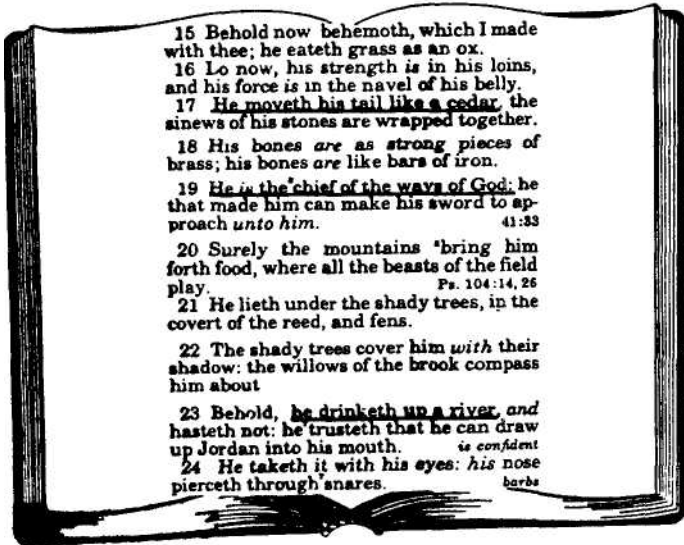 15 Behold now behemoth, which I made
with thee; he eateth grass as an ox.
16 Lo now, his strength is in his loins,
and his force is in the navel of his belly.
17 He moveth his tail like a cedar, the
sinews of his stones are wrapped together.
18 His bones are as strong pieces of
brass; his bones are like bars of iron.
19 He is the chief of the ways of God: he
that made him can make his sword to ap-
proach unto him. 41:33
20 Surely the mountains bring him
forth food, where all the beasts of the field
play. Ps. 104:14, 26
21 He lieth under the shady trees, in the
covert of the reed, and fens.
22 The shady trees cover him with their
shadow: the willows of the brook compass
him about
23 Behold, he drinketh up a river, and
hasteth not: he trusteth that he can draw
up Jordan into his mouth. is confident
24 He taketh it with his eyes: his nose
pierceth through snares. barbs